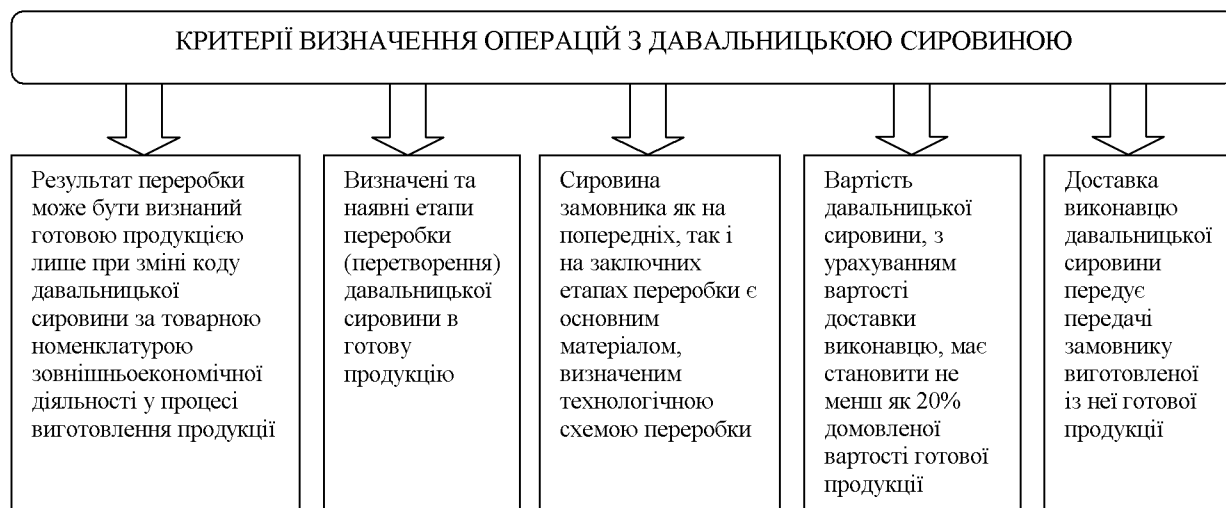 КРИТЕРІЇ ВИЗНАЧЕННЯ ОПЕРАЦІЙ З ДАВАЛЬНИЦЬКОЮ СИРОВИНОЮ
Результат переробки
може бути визнаний
готовою продукцією
лише при зміні коду
давальницької
сировини за товарною
номенклатурою
зовнішньоекономічної
діяльності у процесі
виготовлення продукції
Визначені та
наявні етапи
переробки
(перетворення)
давальницької
сировини в
готову
продукцію
Сировина
замовника як на
попередніх, так і
на заключних
етапах переробки є
основним
матеріалом,
визначеним
технологічною
схемою переробки
Вартість
давальницької
сировини, з
урахуванням
вартості
доставки
виконавцю, має
становити не
менш як 20%
домовленої
вартості готової
продукції
Доставка
виконавцю
давальницької
сировини
передує
передачі
замовнику
виготовленої
із неї готової
продукції